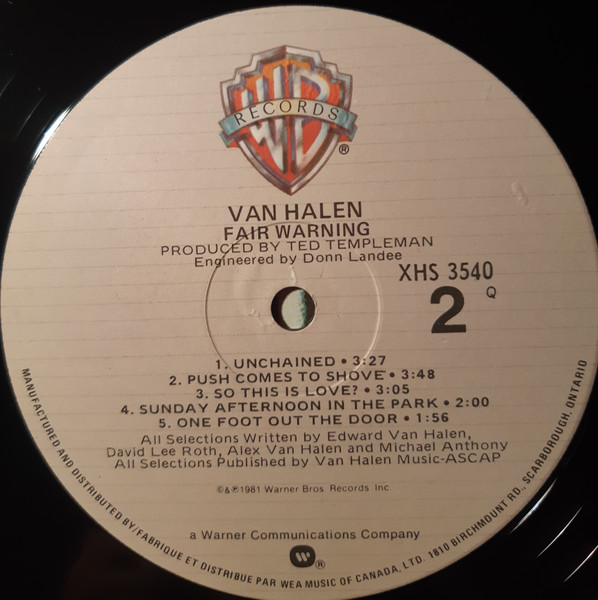 WB
RECORDS
®
VAN HALEN
FAIR WARNING
PRODUCED BY TED TEMPLEMAN
Engineered by Donn Landee
XHS 3540
2 Q
1. UNCHAINED • 3:27
2. PUSH COMES TO SHOVE • 3:48
3. SO THIS IS LOVE? • 3:05
4. SUNDAY AFTERNOON IN THE PARK • 2:00
5. ONE FOOT OUT THE DOOR • 1:56
All Selections Written by Edward Van Halen,
David Lee Roth, Alex Van Halen and Michael Anthony
All Selections Published by Van Halen Music-ASCAP
©&℗1981 Warner Bros. Records Inc.
a Warner Communications Company
®
MANUFACTURED AND DISTRIBUTED BY/FABRIQUE ET DISTRIBUE PAR WEA MUSIC OF CANADA, LTD. 1810 BIRCHMOUNT RD., SCARBOROUGH, ONTARIO